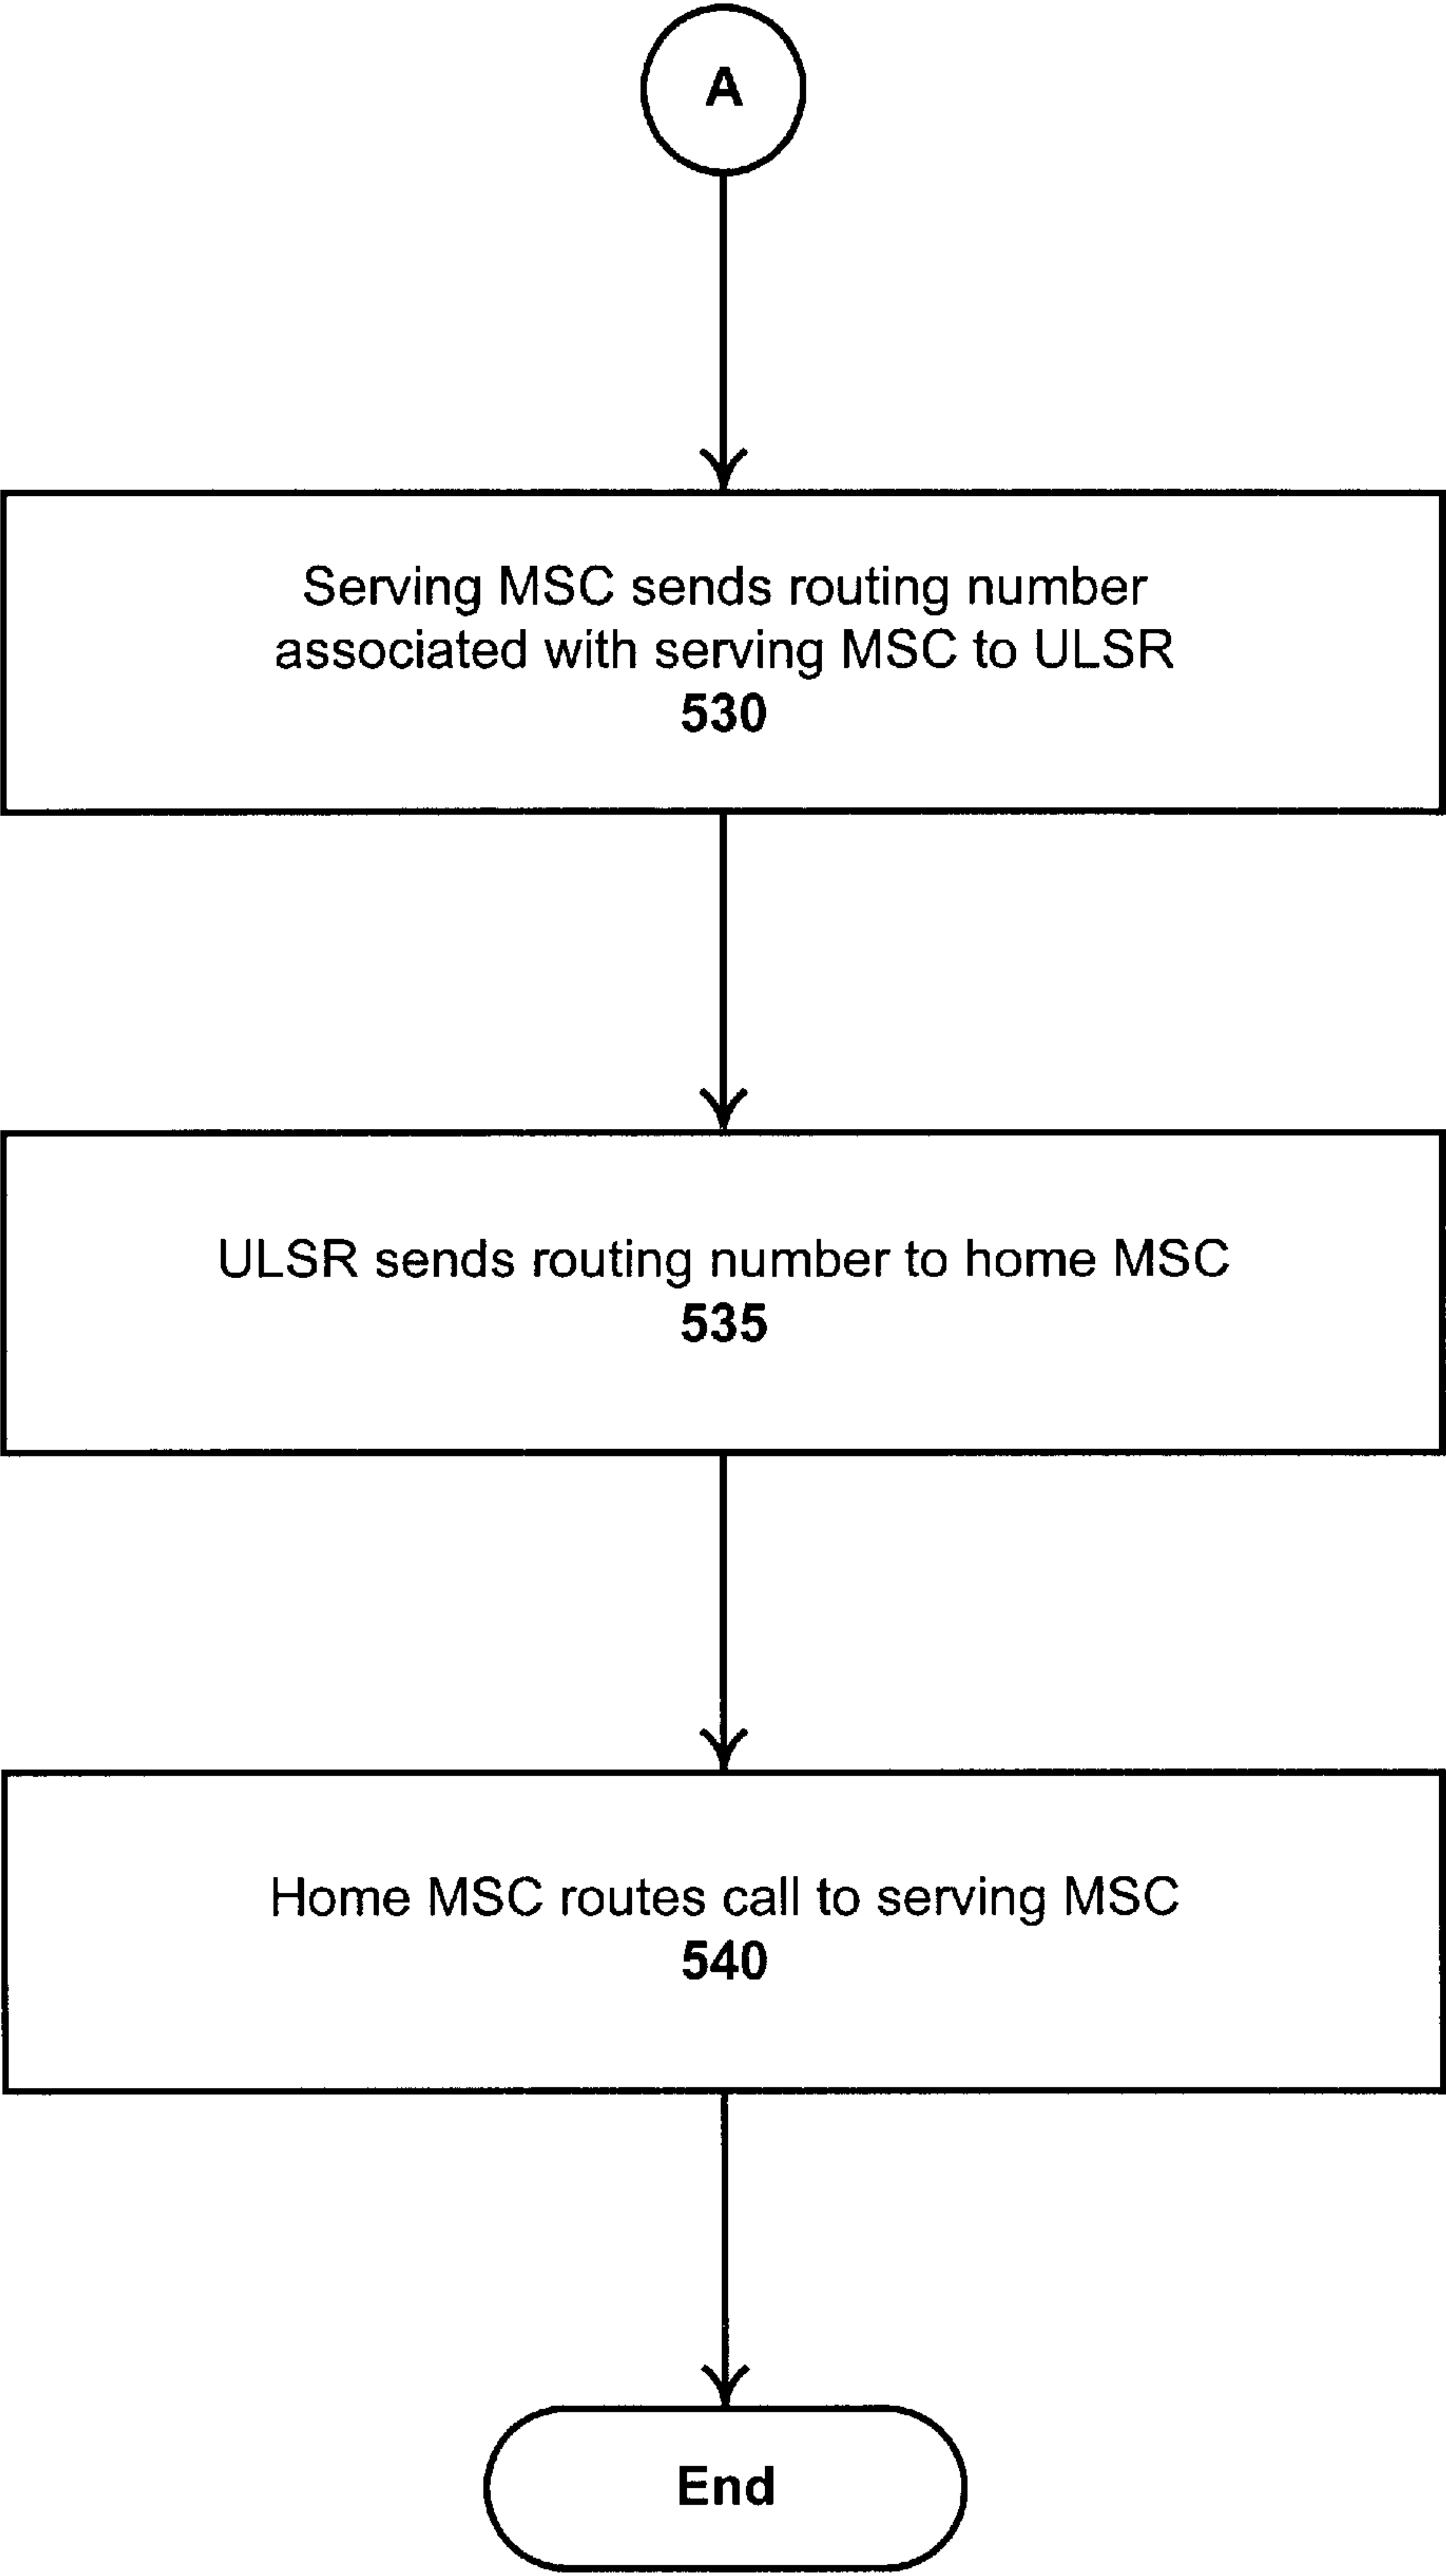 A
Serving MSC sends routing number
associated with serving MSC to ULSR
530
ULSR sends routing number to home MSC
535
Home MSC routes call to serving MSC
540
End